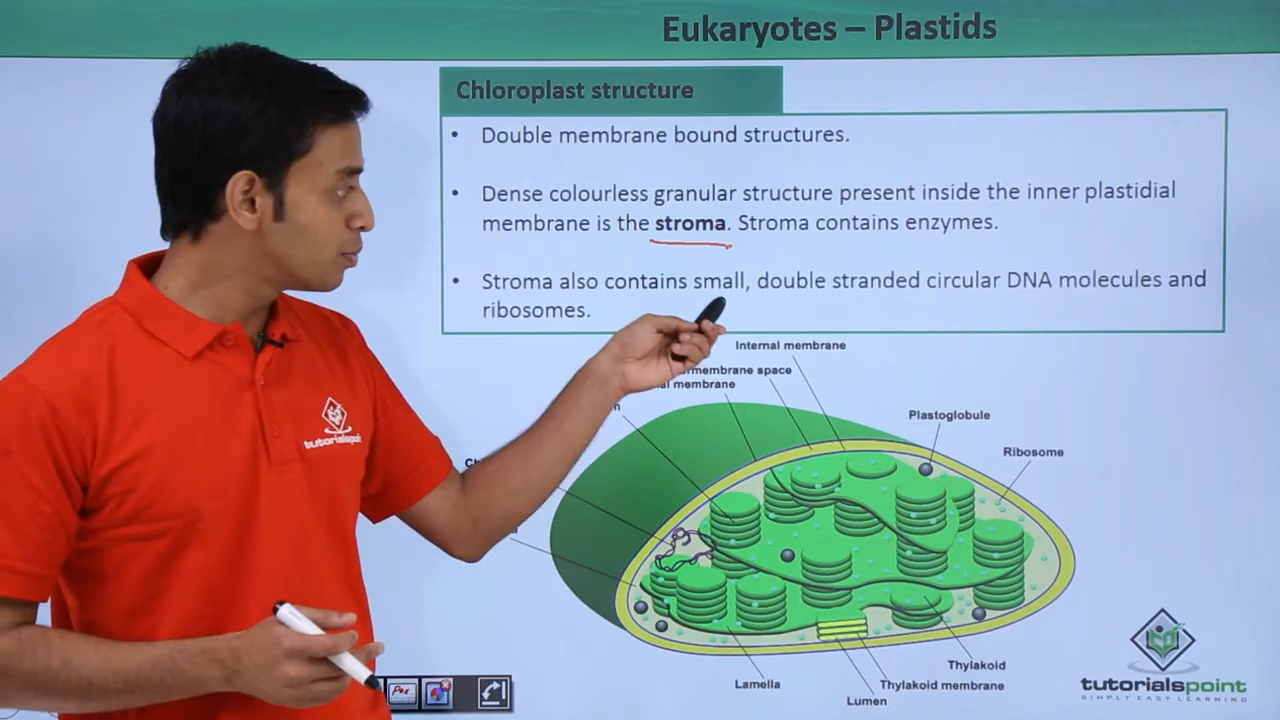 Eukaryotes – Plastids
Chloroplast structure
• Double membrane bound structures.
• Dense colourless granular structure present inside the inner plastidial
membrane is the stroma. Stroma contains enzymes.
• Stroma also contains small, double stranded circular DNA molecules and
ribosomes.
Internal membrane
membrane space
membrane
Plastoglobule
Ribosome
Thylakoid
Lamella
Thylakoid membrane
Lumen
tutorialspoint
tutorialspoint
SIMPLY EASY LEARNING